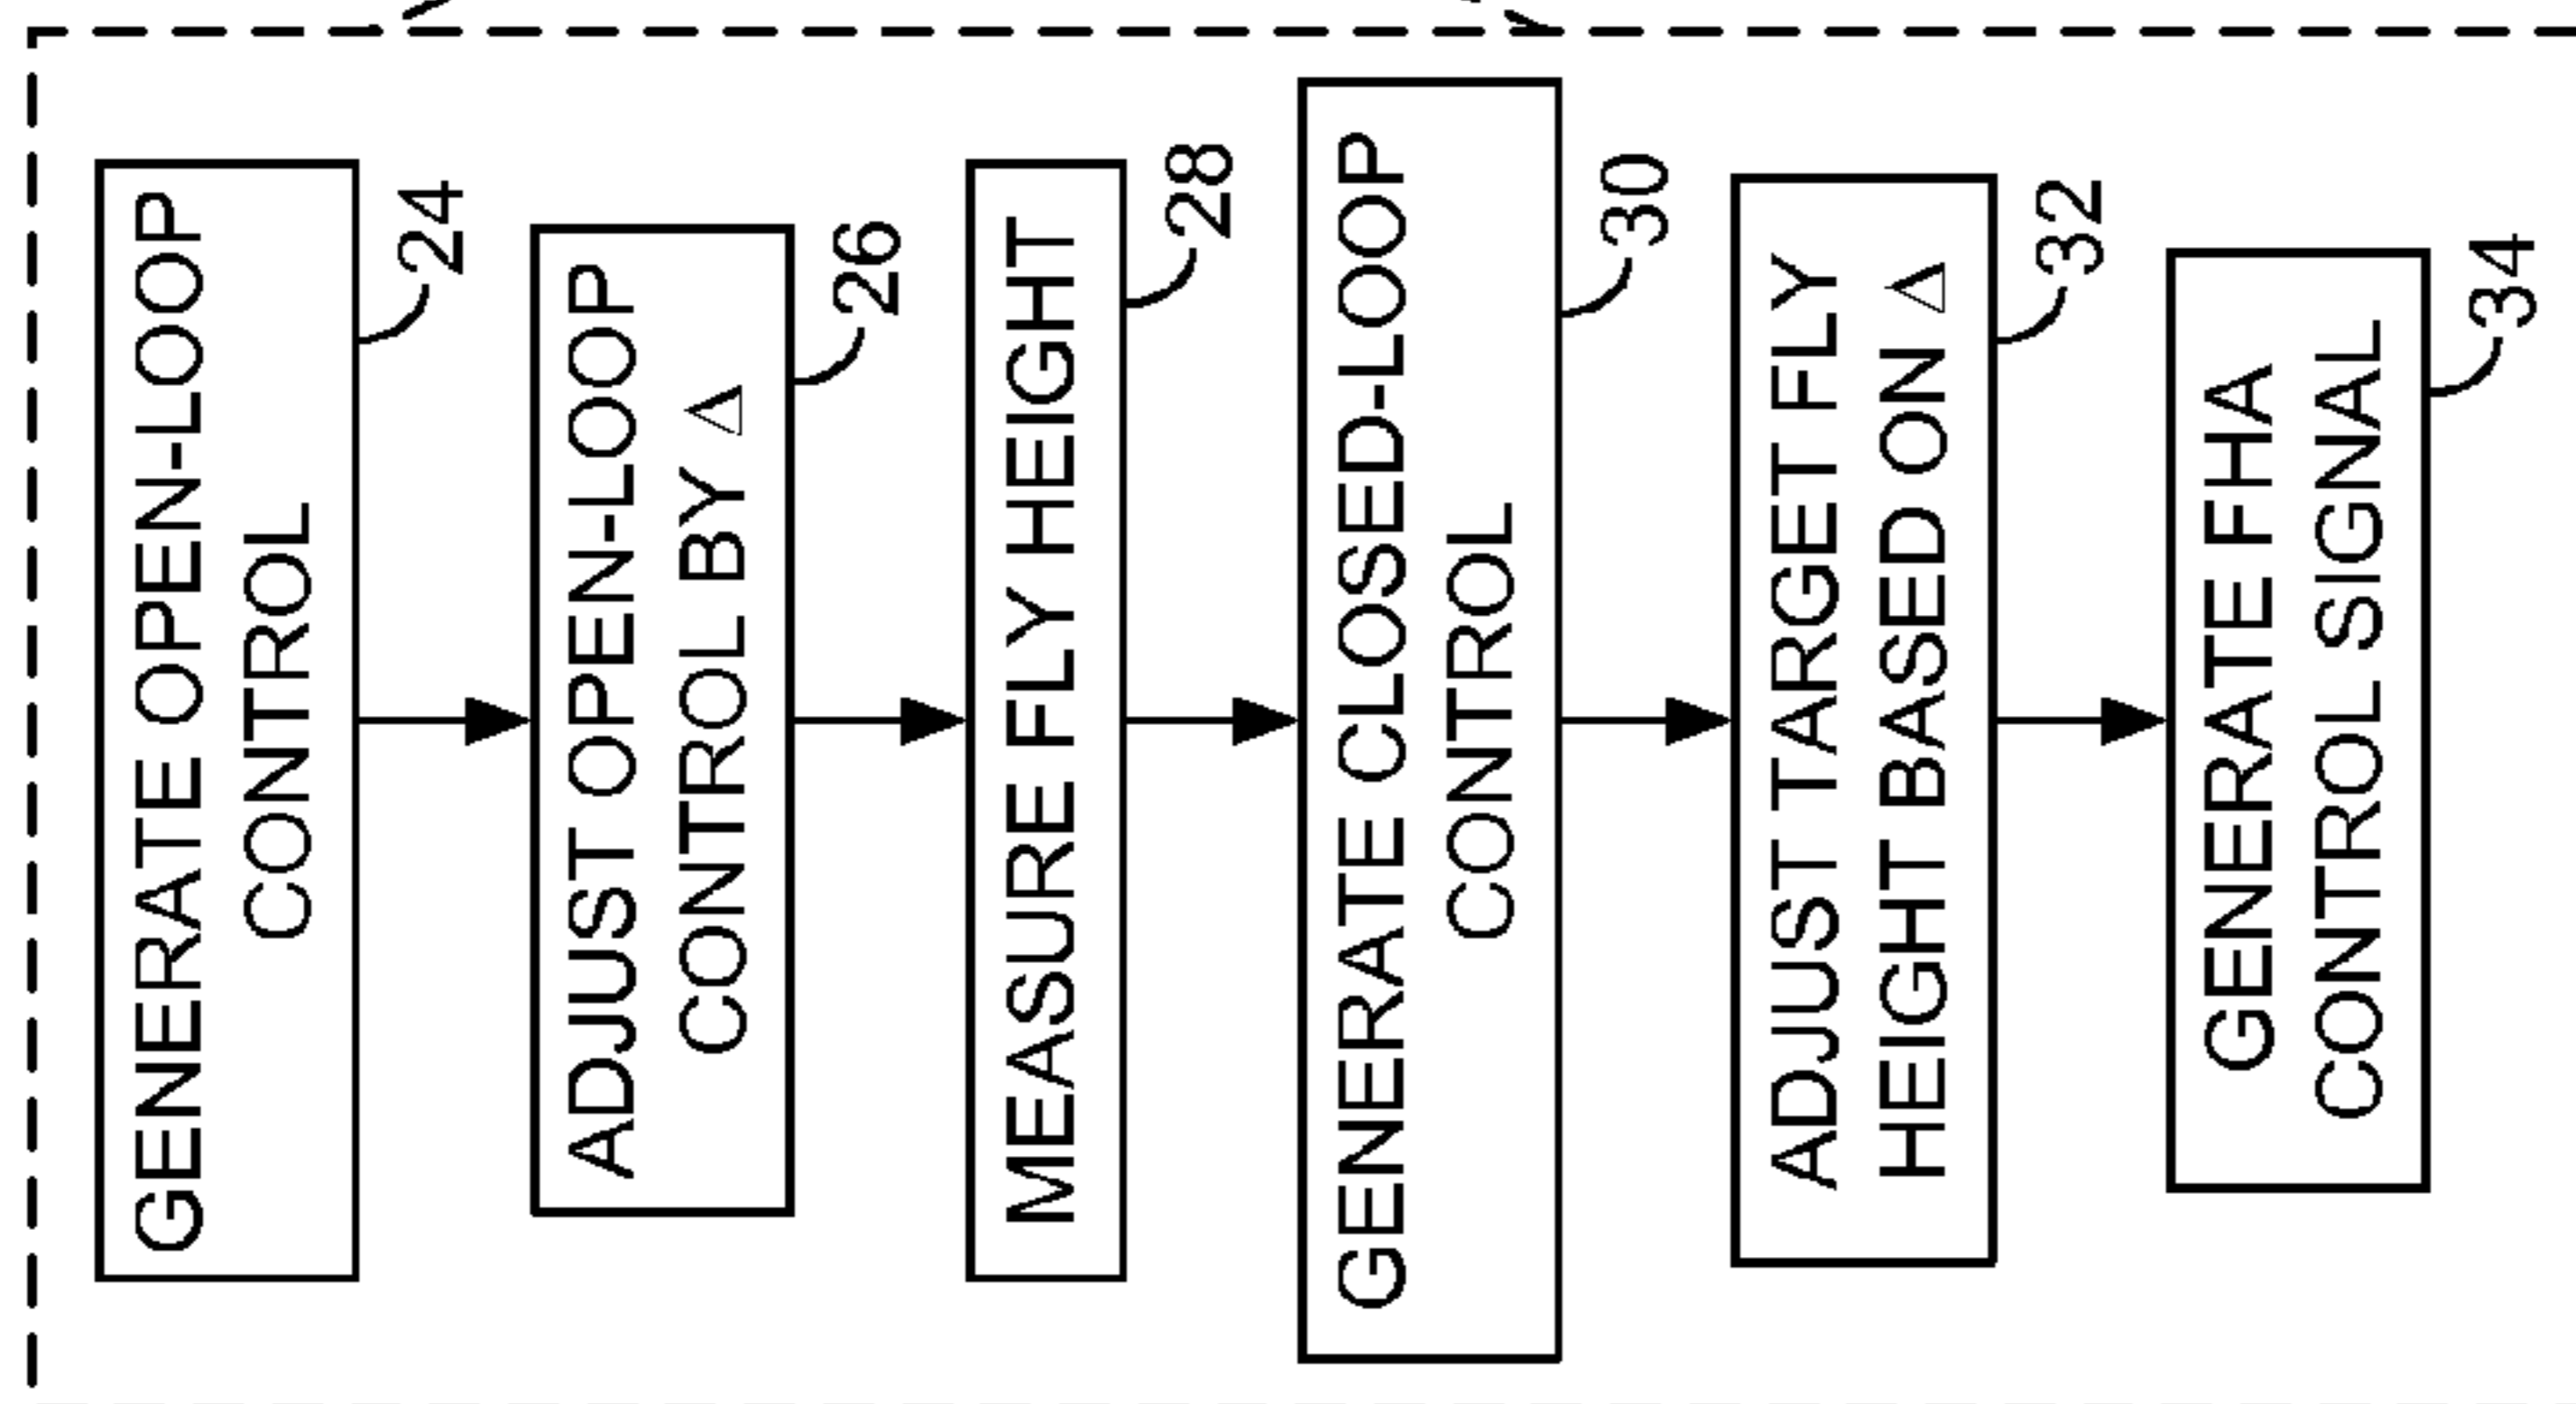 GENERATE OPEN-LOOP
CONTROL
24
ADJUST OPEN-LOOP
CONTROL BY △
26
MEASURE FLY HEIGHT
28
GENERATE CLOSED-LOOP
CONTROL
30
ADJUST TARGET FLY
HEIGHT BASED ON △
32
GENERATE FHA
CONTROL SIGNAL
34